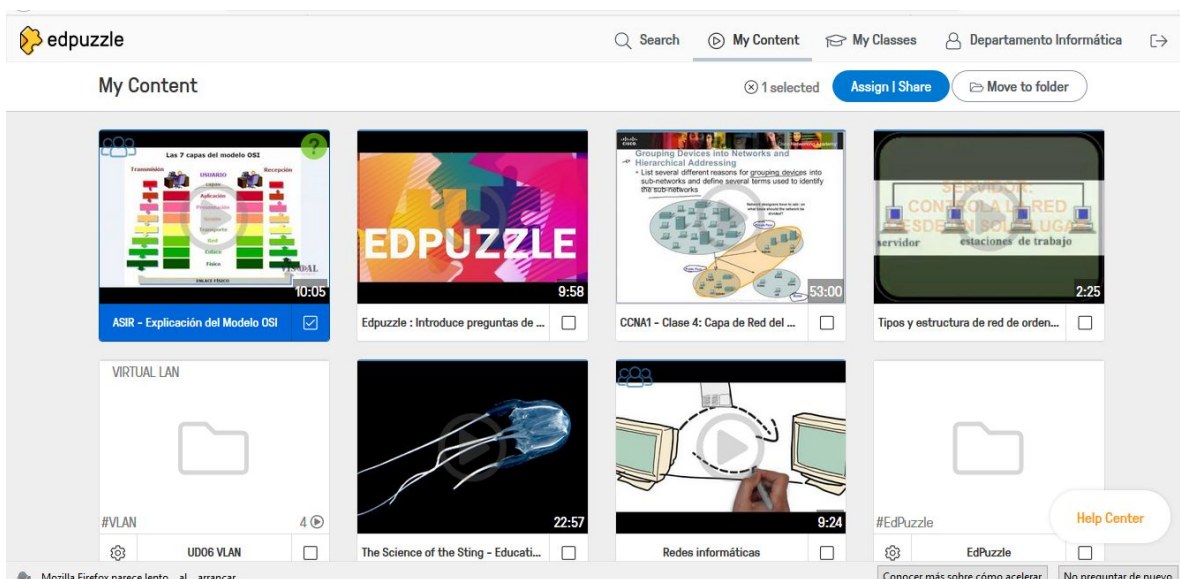 edpuzzle
Search
My Content
My Classes
Departamento Informática
My Content
1 selected
Assign | Share
Move to folder
Las 7 capas del modelo OSI
Transmisión
USUARIO
Recepción
capas
Aplicación
Presentación
Sesión
Transporte
Red
Enlace
Físico
ENLACE FÍSICO
10:05
ASIR - Explicación del Modelo OSI
EDPUZZLE
9:58
Edpuzzle : Introduce preguntas de ...
Grouping Devices into Networks and
Hierarchical Addressing
List several different reasons for grouping devices into
sub-networks and define several terms used to identify
the sub-networks
53:00
CCNA1 - Clase 4: Capa de Red del ...
SERVIDOR:
CONTROLA LA RED
DESDE UN SOLO LUGAR
servidor
estaciones de trabajo
2:25
Tipos y estructura de red de orden...
VIRTUAL LAN
#VLAN
4
UD06 VLAN
22:57
The Science of the Sting - Educati...
9:24
Redes informáticas
#EdPuzzle
EdPuzzle
Help Center
Mozilla Firefox parece lento... al... arrancar.
Conocer más sobre cómo acelerar
No preguntar de nuevo